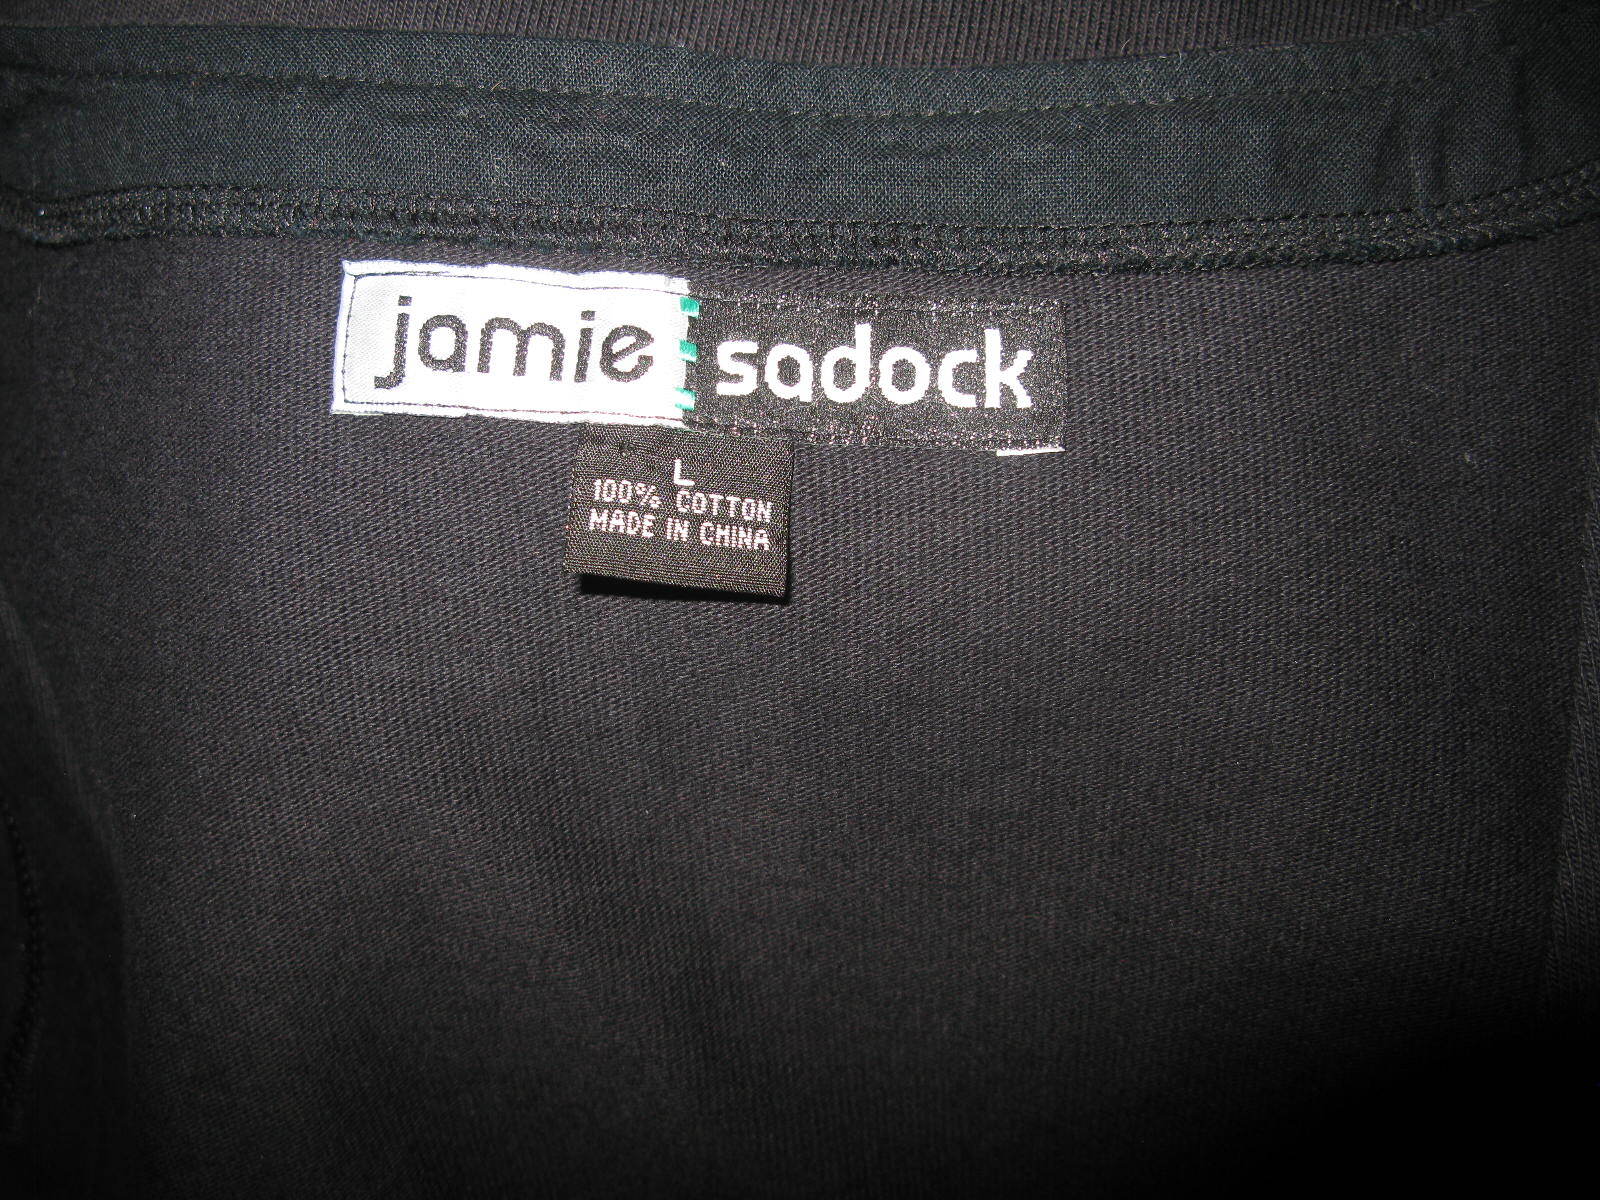 jamie sadock
L
100% COTTON
MADE IN CHINA